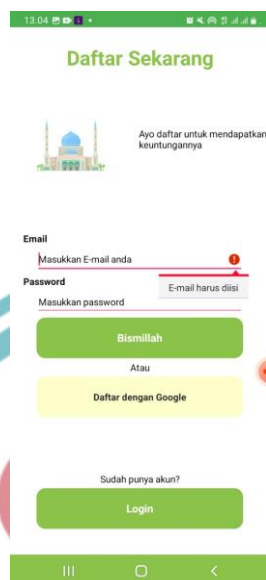 13.04
Daftar Sekarang
Ayo daftar untuk mendapatkan
keuntungannya
Email
Masukkan E-mail anda
Password
E-mail harus diisi
Masukkan password
Bismillah
Atau
Daftar dengan Google
Sudah punya akun?
Login